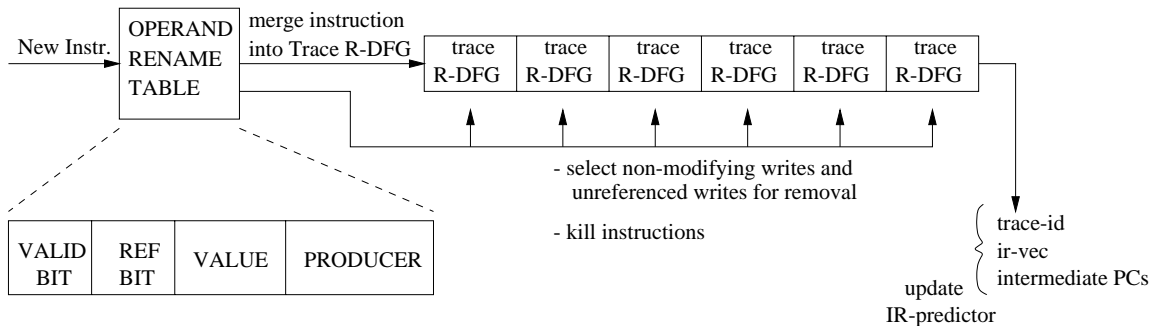 New Instr.
OPERAND
RENAME
TABLE
merge instruction
into Trace R-DFG
trace
R-DFG
trace
R-DFG
trace
R-DFG
trace
R-DFG
trace
R-DFG
trace
R-DFG
- select non-modifying writes and
unreferenced writes for removal
- kill instructions
VALID
BIT
REF
BIT
VALUE
PRODUCER
trace-id
ir-vec
intermediate PCs
update
IR-predictor